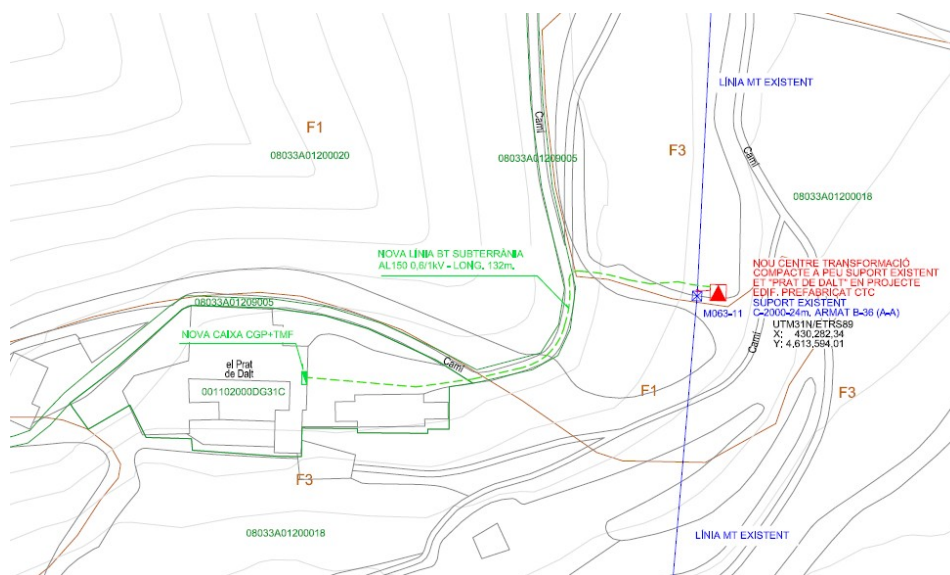 LÍNIA MT EXISTENT
F1
08033A01200020
Camí
08033A01209005
F3
Camí
08033A01200018
NOVA LÍNIA BT SUBTERRÀNIA
AL150 0,6/1kV - LONG. 132m.
NOU CENTRE TRANSFORMACIÓ
COMPACTE A PEU SUPORT EXISTENT
ET "PRAT DE DALT" EN PROJECTE
EDIF. PREFABRICAT CTC
SUPORT EXISTENT
C-2000-24m. ARMAT B-36 (A-A)
M063-11
UTM31N/ETRS89
X: 430,282.34
Y: 4,613,594.01
08033A01209005
NOVA CAIXA CGP+TMF
Camí
Camí
el Prat
de Dalt
001102000DG31C
F1
F3
F3
08033A01200018
LÍNIA MT EXISTENT